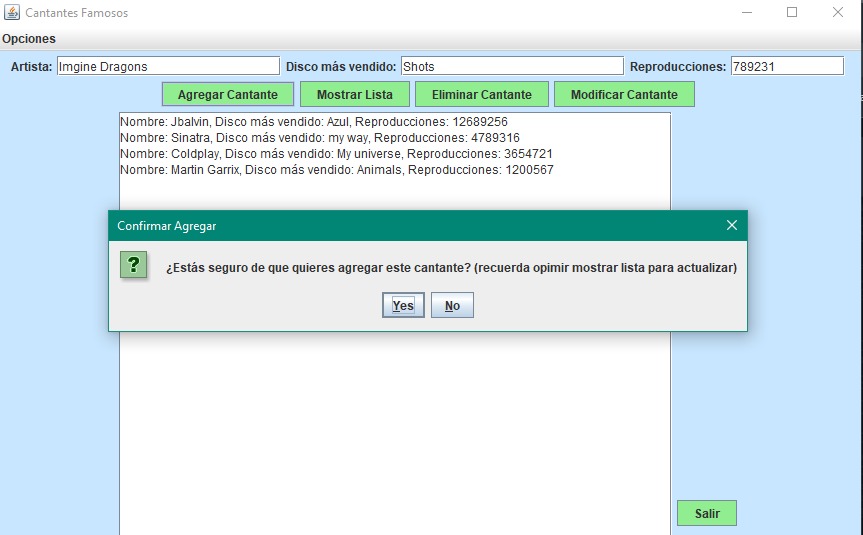 Cantantes Famosos
Opciones
Artista: Imgine Dragons Disco más vendido: Shots Reproducciones: 789231
Agregar Cantante Mostrar Lista Eliminar Cantante Modificar Cantante
Nombre: Jbalvin, Disco más vendido: Azul, Reproducciones: 12689256
Nombre: Sinatra, Disco más vendido: my way, Reproducciones: 4789316
Nombre: Coldplay, Disco más vendido: My universe, Reproducciones: 3654721
Nombre: Martin Garrix, Disco más vendido: Animals, Reproducciones: 1200567
Confirmar Agregar
? ¿Estás seguro de que quieres agregar este cantante? (recuerda opimir mostrar lista para actualizar)
Yes No
Salir